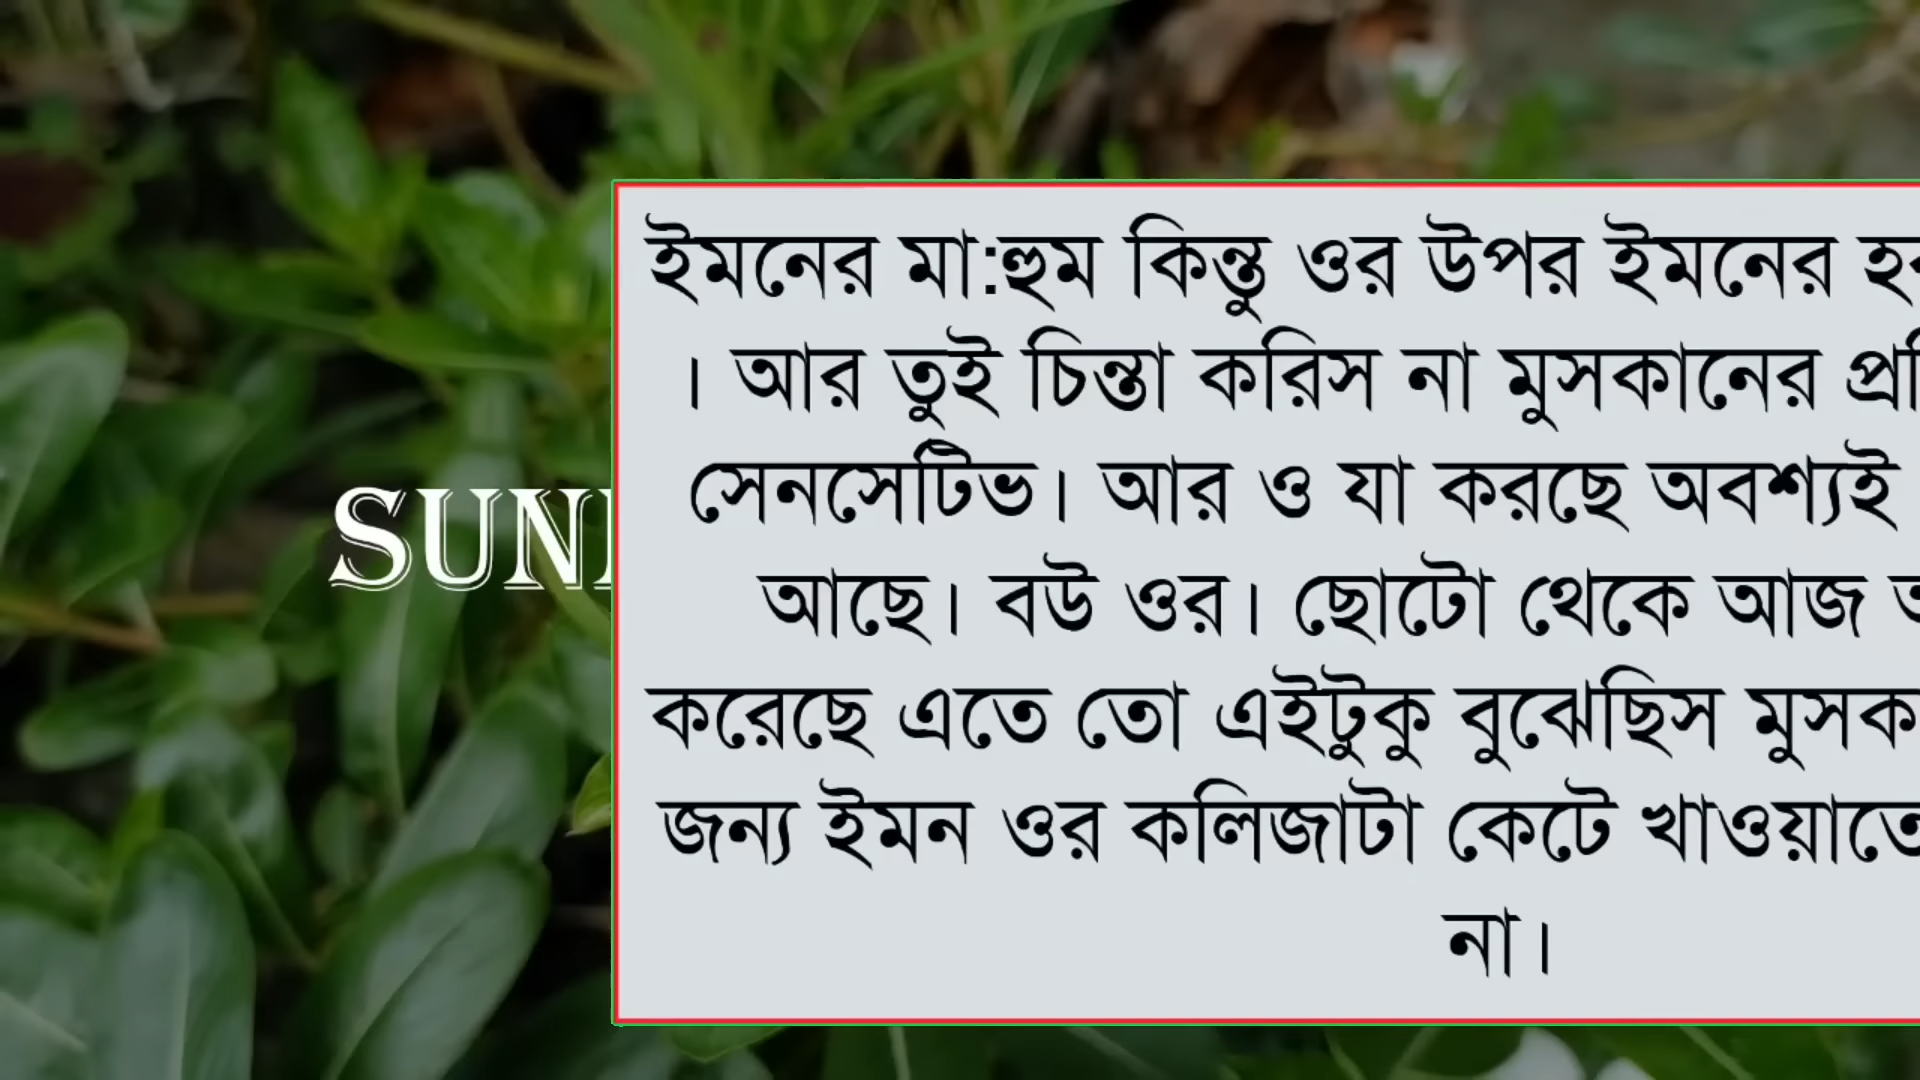 ইমনের মা:হুম কিন্তু ওর উপর ইমনের
। আর তুই চিন্তা করিস না মুসকানের
সেনসেটিভ। আর ও যা করছে অবশ্যই
SUN
আছে। বউ ওর। ছোটো থেকে আজ
করেছে এতে তো এইটুকু বুঝেছিস
জন্য ইমন ওর কলিজাটা কেটে খাওয়াতে
না।